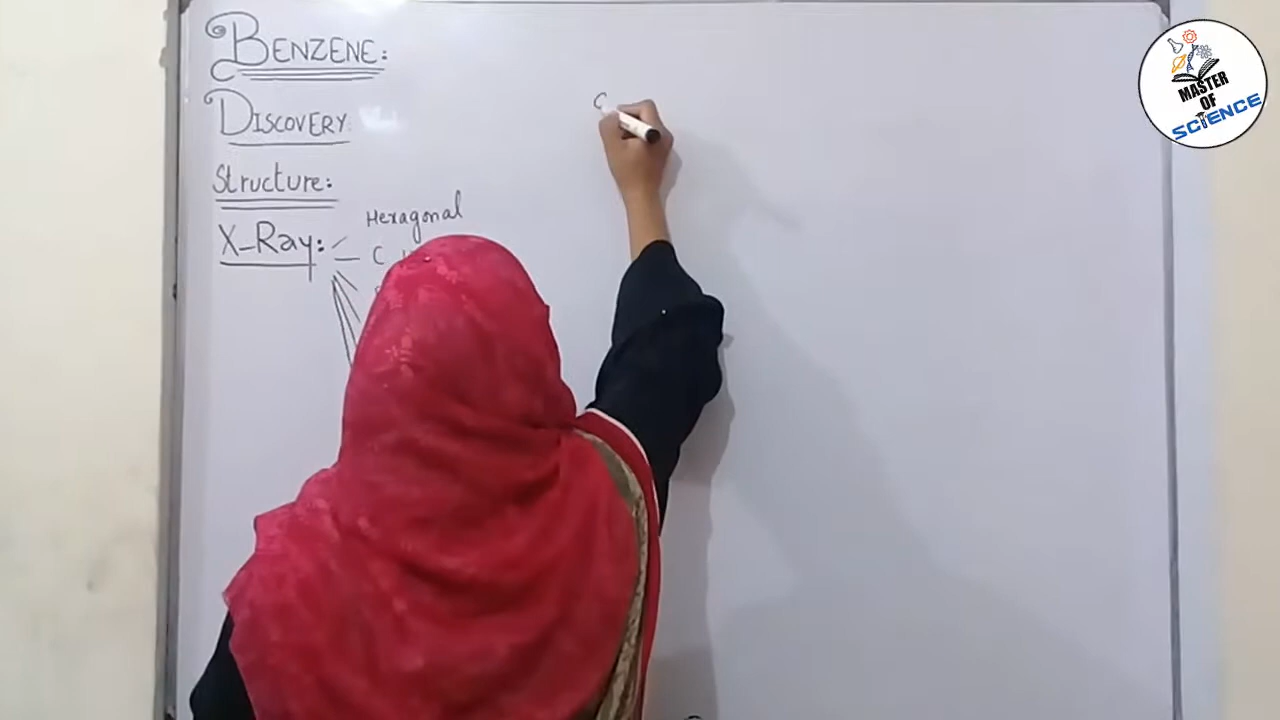 BENZENE:
DISCOVERY
Structure:
X-Ray:
Hexagonal
C
C
MASTER
OF
SCIENCE